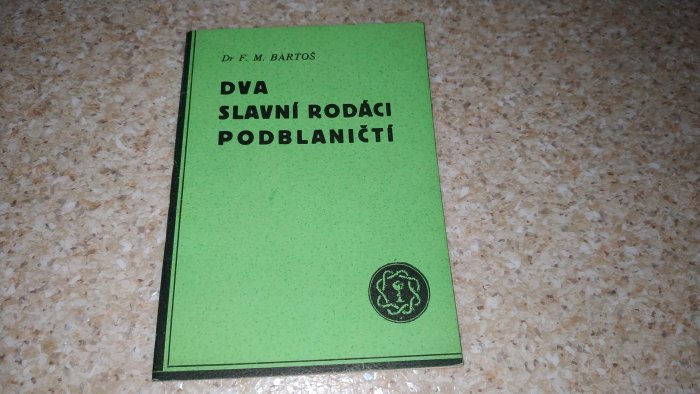 Dr F. M. BARTOŠ
DVA
SLAVNÍ RODÁCI
PODBLANIČTÍ